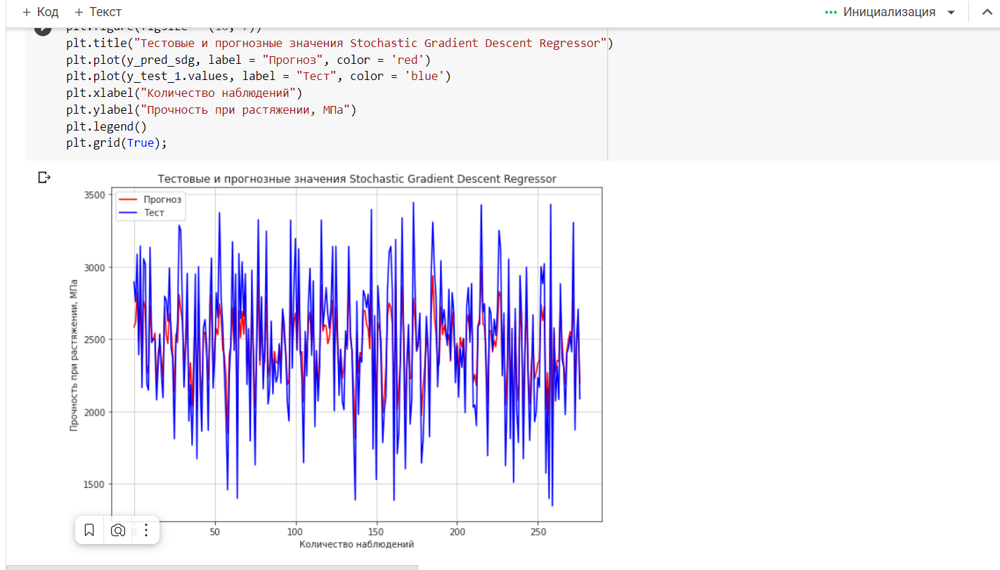 + Код + Текст
Инициализация
plt.figure(figsize = (10, 7))
plt.title("Тестовые и прогнозные значения Stochastic Gradient Descent Regressor")
plt.plot(y_pred_sdg, label = "Прогноз", color = 'red')
plt.plot(y_test_1.values, label = "Тест", color = 'blue')
plt.xlabel("Количество наблюдений")
plt.ylabel("Прочность при растяжении, МПа")
plt.legend()
plt.grid(True);
Тестовые и прогнозные значения Stochastic Gradient Descent Regressor
Прогноз
Тест
3500
3000
2500
2000
1500
Прочность при растяжении, МПа
0
50
100
150
200
250
Количество наблюдений